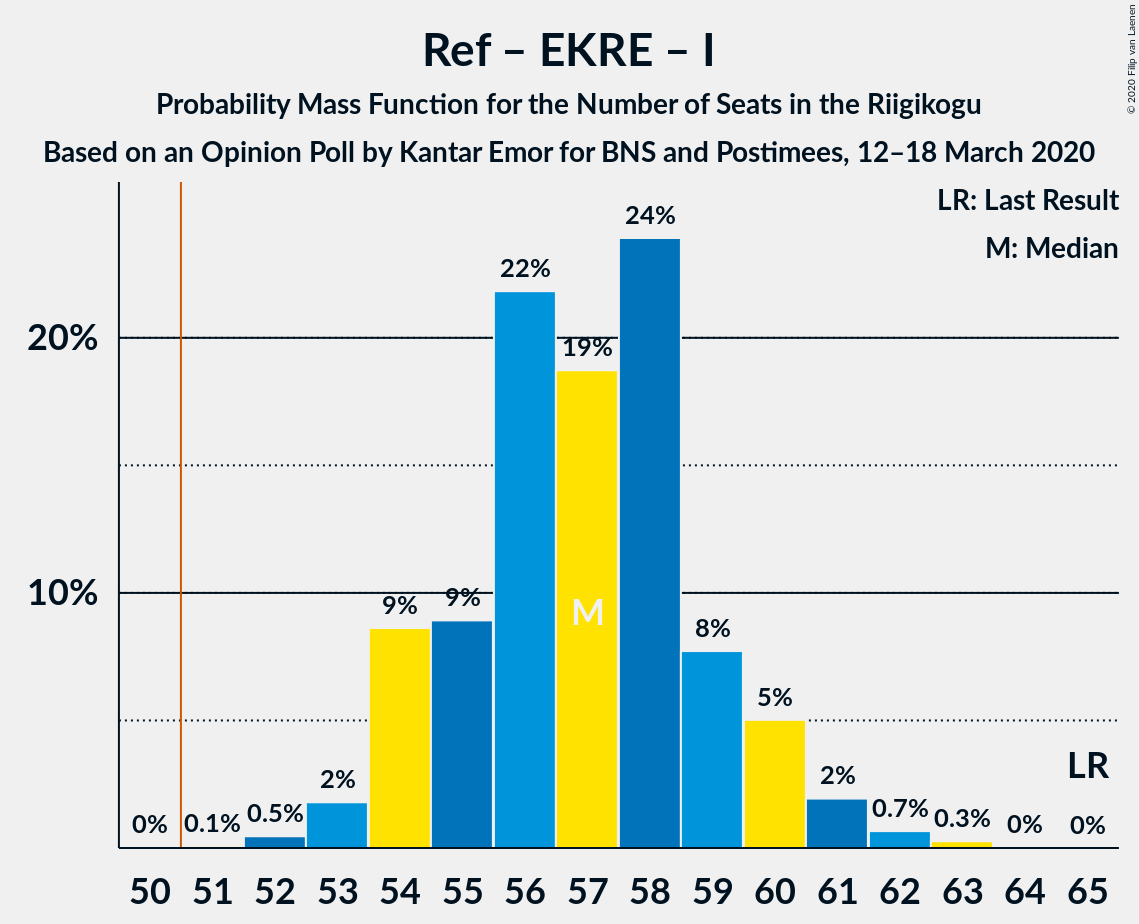 Ref – EKRE – I
Probability Mass Function for the Number of Seats in the Riigikogu
Based on an Opinion Poll by Kantar Emor for BNS and Postimees, 12–18 March 2020
© 2020 Filip van Laenen
LR: Last Result
M: Median
24%
22%
20%
19%
10%
9%
9%
M
8%
5%
LR
2%
2%
0%
0.1%
0.5%
0.7%
0.3%
0%
0%
50 51 52 53 54 55 56 57 58 59 60 61 62 63 64 65